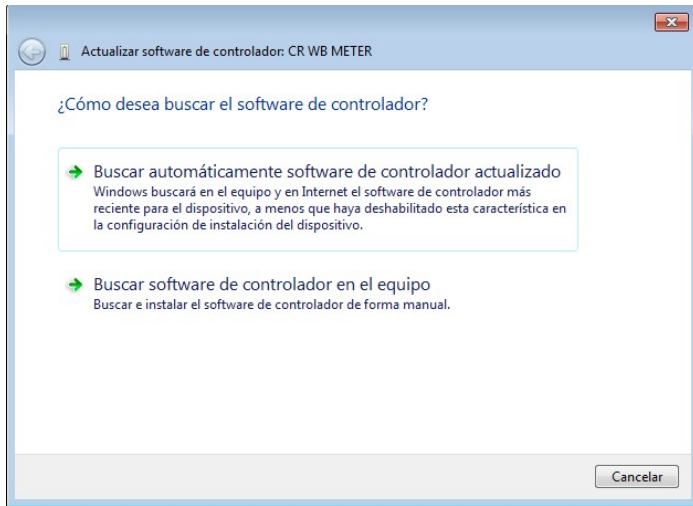 Actualizar software de controlador: CR WB METER
¿Cómo desea buscar el software de controlador?
Buscar automáticamente software de controlador actualizado
Windows buscará en el equipo y en Internet el software de controlador más
reciente para el dispositivo, a menos que haya deshabilitado esta característica en
la configuración de instalación del dispositivo.
Buscar software de controlador en el equipo
Buscar e instalar el software de controlador de forma manual.
Cancelar